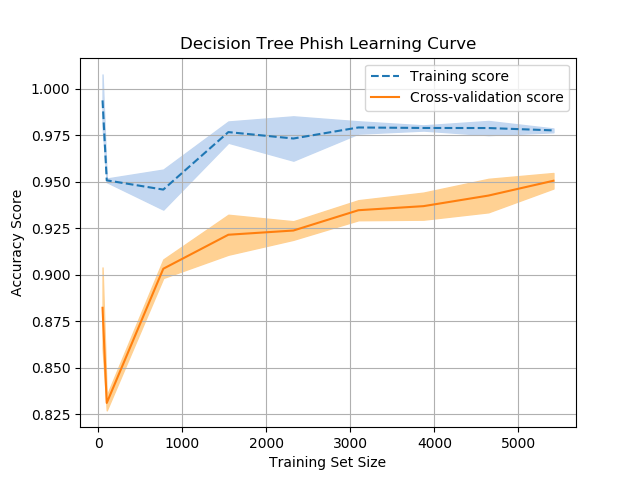 Decision Tree Phish Learning Curve
Training score
Cross-validation score
1.000
0.975
0.950
0.925
0.900
0.875
0.850
0.825
Accuracy Score
0 1000 2000 3000 4000 5000
Training Set Size